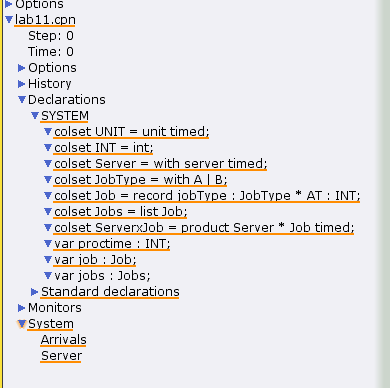 Options
lab11.cpn
Step: 0
Time: 0
Options
History
Declarations
SYSTEM
colset UNIT = unit timed;
colset INT = int;
colset Server = with server timed;
colset JobType = with A | B;
colset Job = record jobType : JobType * AT : INT;
colset Jobs = list Job;
colset ServerxJob = product Server * Job timed;
var proctime : INT;
var job : Job;
var jobs : Jobs;
Standard declarations
Monitors
System
Arrivals
Server